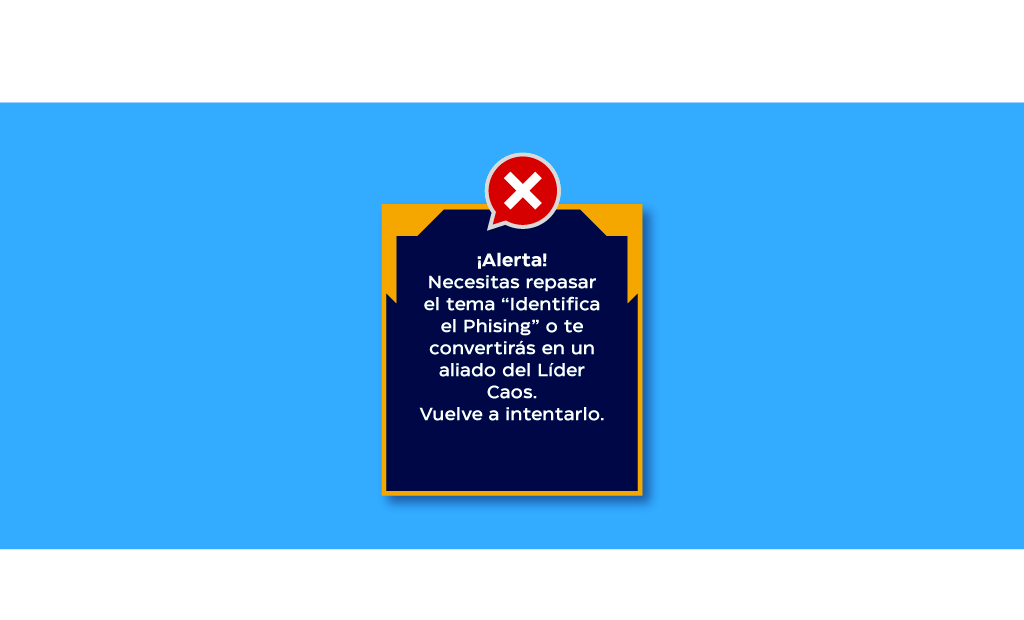 ¡Alerta!
Necesitas repasar
el tema “Identifica
el Phising” o te
convertirás en un
aliado del Líder
Caos.
Vuelve a intentarlo.